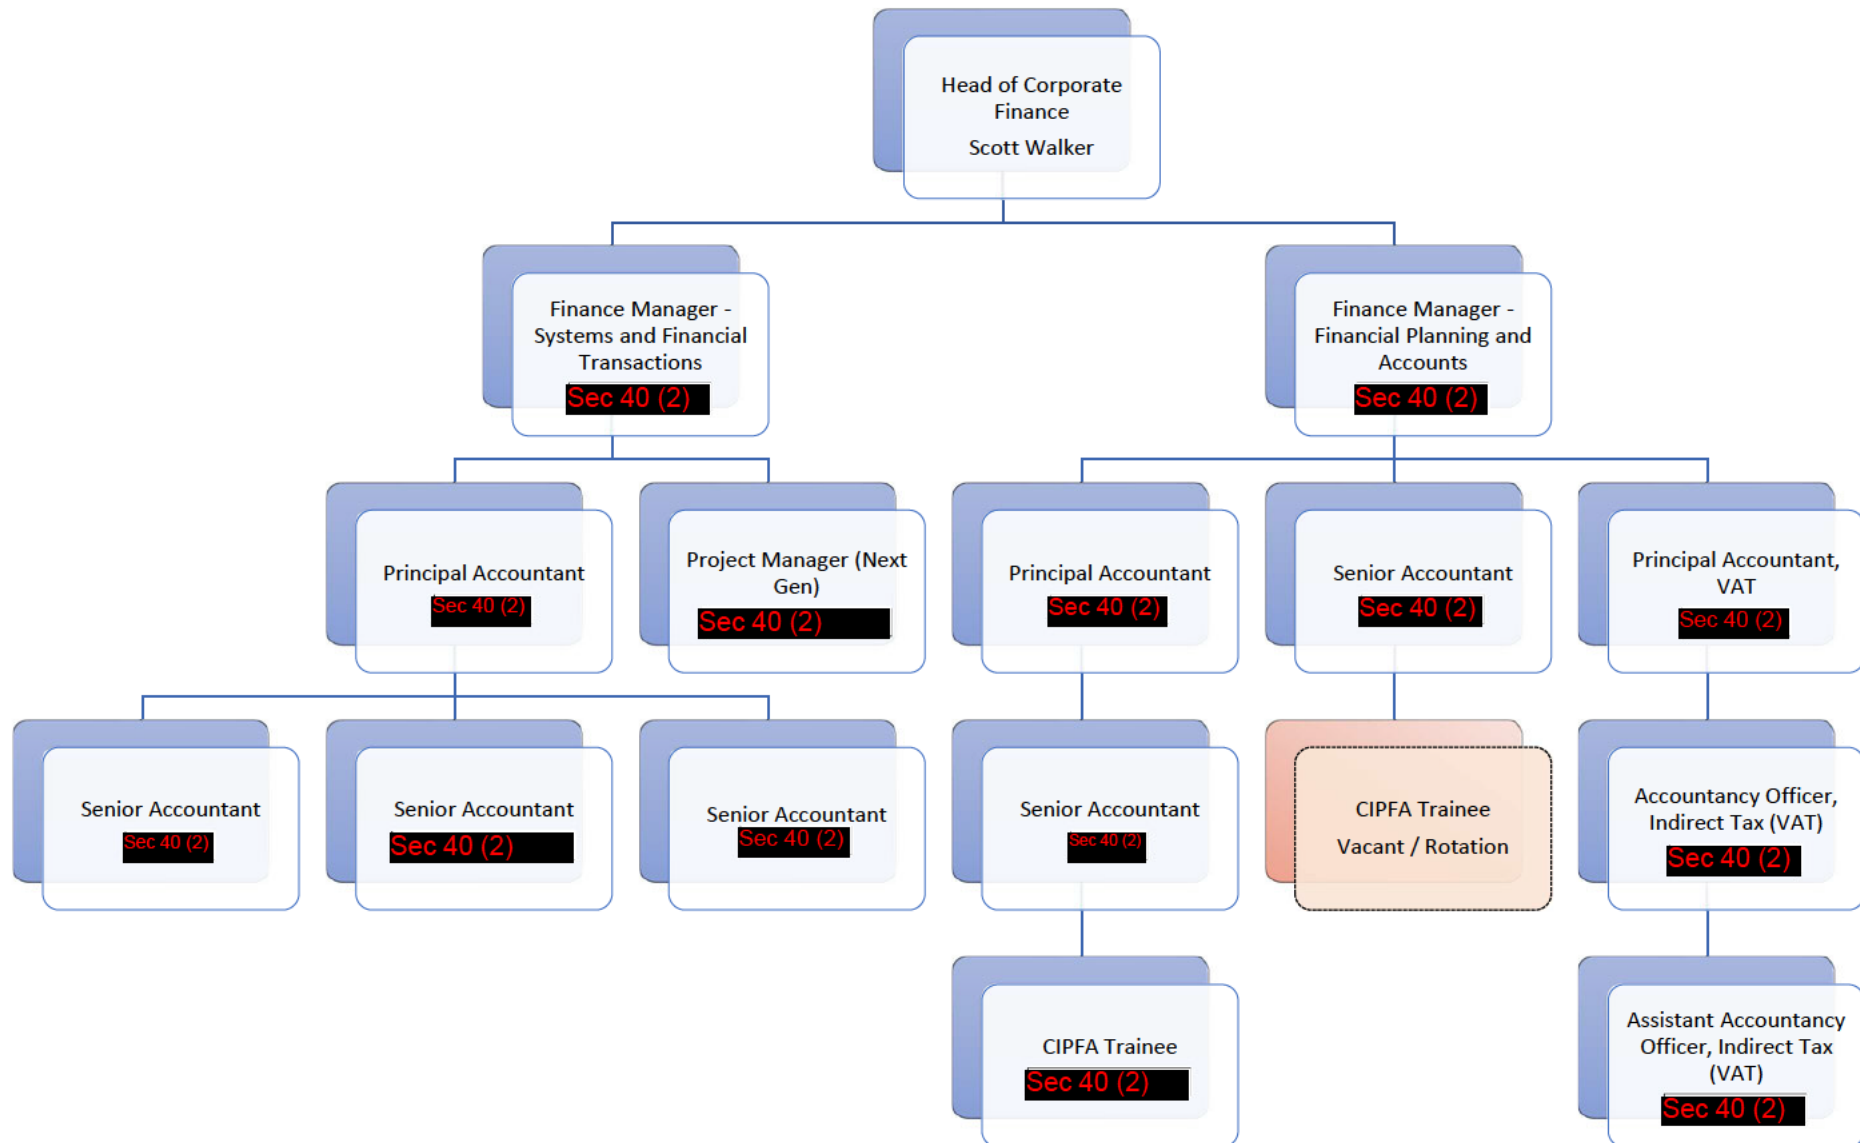 Head of Corporate
Finance
Scott Walker
Finance Manager -
Systems and Financial
Transactions
Sec 40 (2)
Finance Manager -
Financial Planning and
Accounts
Sec 40 (2)
Principal Accountant
Sec 40 (2)
Project Manager (Next
Gen)
Sec 40 (2)
Principal Accountant
Sec 40 (2)
Senior Accountant
Sec 40 (2)
Principal Accountant,
VAT
Sec 40 (2)
Senior Accountant
Sec 40 (2)
Senior Accountant
Sec 40 (2)
Senior Accountant
Sec 40 (2)
Senior Accountant
Sec 40 (2)
CIPFA Trainee
Vacant / Rotation
Accountancy Officer,
Indirect Tax (VAT)
Sec 40 (2)
CIPFA Trainee
Sec 40 (2)
Assistant Accountancy
Officer, Indirect Tax
(VAT)
Sec 40 (2)